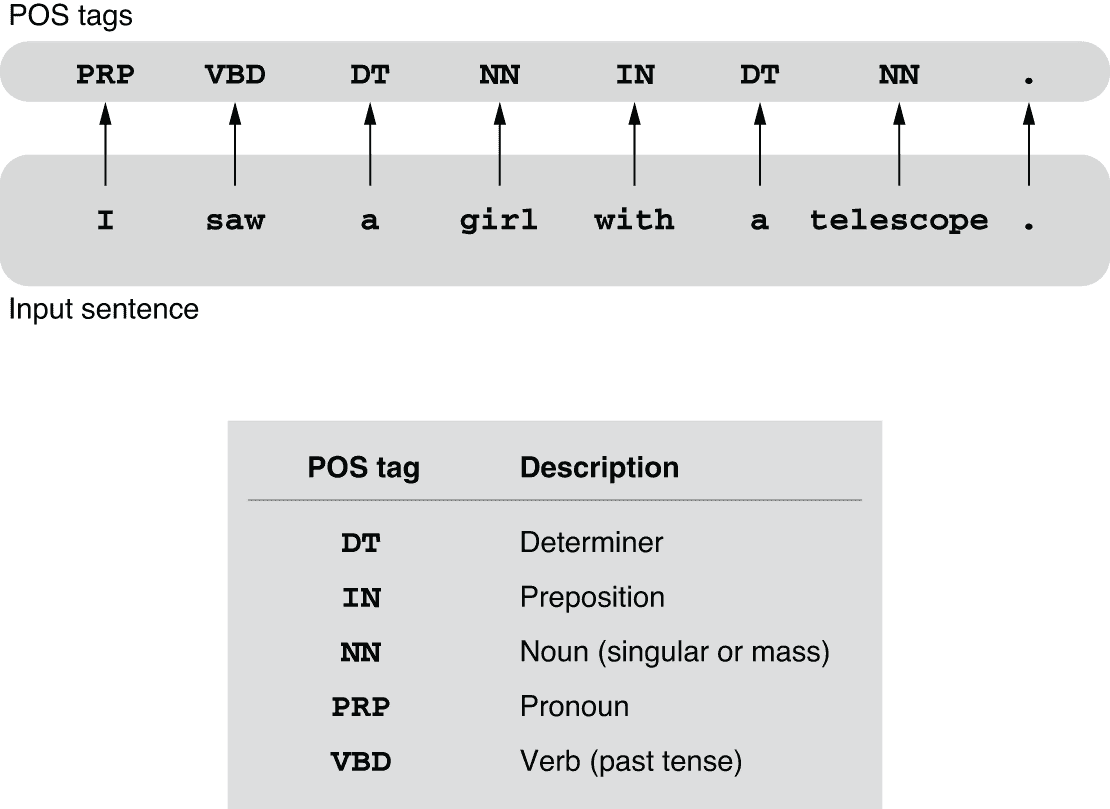 POS tags
PRP VBD DT NN IN DT NN .
I saw a girl with a telescope .
Input sentence
POS tag Description
DT Determiner
IN Preposition
NN Noun (singular or mass)
PRP Pronoun
VBD Verb (past tense)